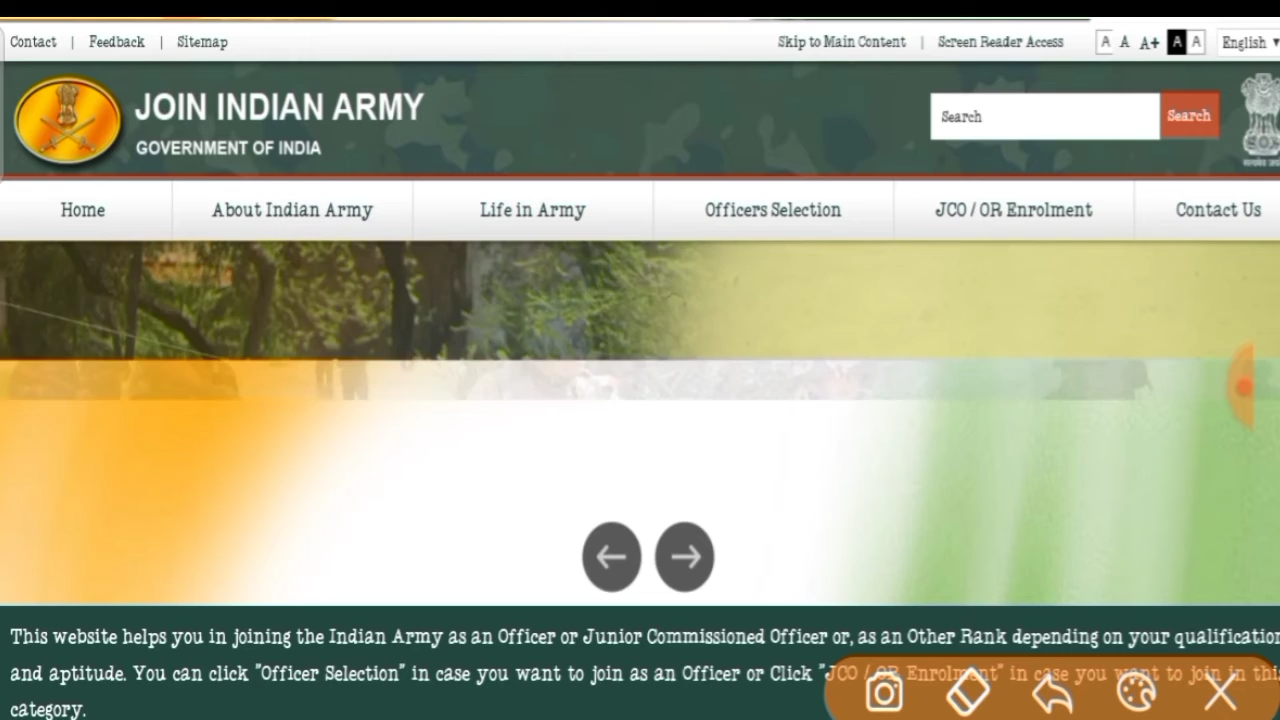 Contact | Feedback | Sitemap
Skip to Main Content | Screen Reader Access A A A+ A A English
JOIN INDIAN ARMY
GOVERNMENT OF INDIA
Search Search
Home About Indian Army Life in Army Officers Selection JCO / OR Enrolment Contact Us
This website helps you in joining the Indian Army as an Officer or Junior Commissioned Officer or, as an Other Rank depending on your qualification
and aptitude. You can click "Officer Selection" in case you want to join as an Officer or Click "JCO / OR Enrolment" in case you want to join in this
category.